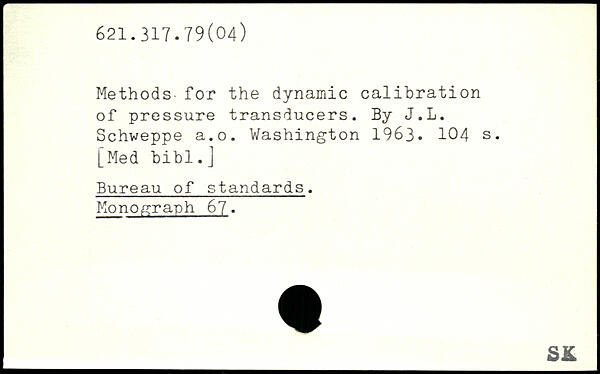 621.317.79(04)
Methods for the dynamic calibration
of pressure transducers. By J.L.
Schweppe a.o. Washington 1963. 104 s.
[Med bibl.]
Bureau of standards.
Monograph 67.
SK